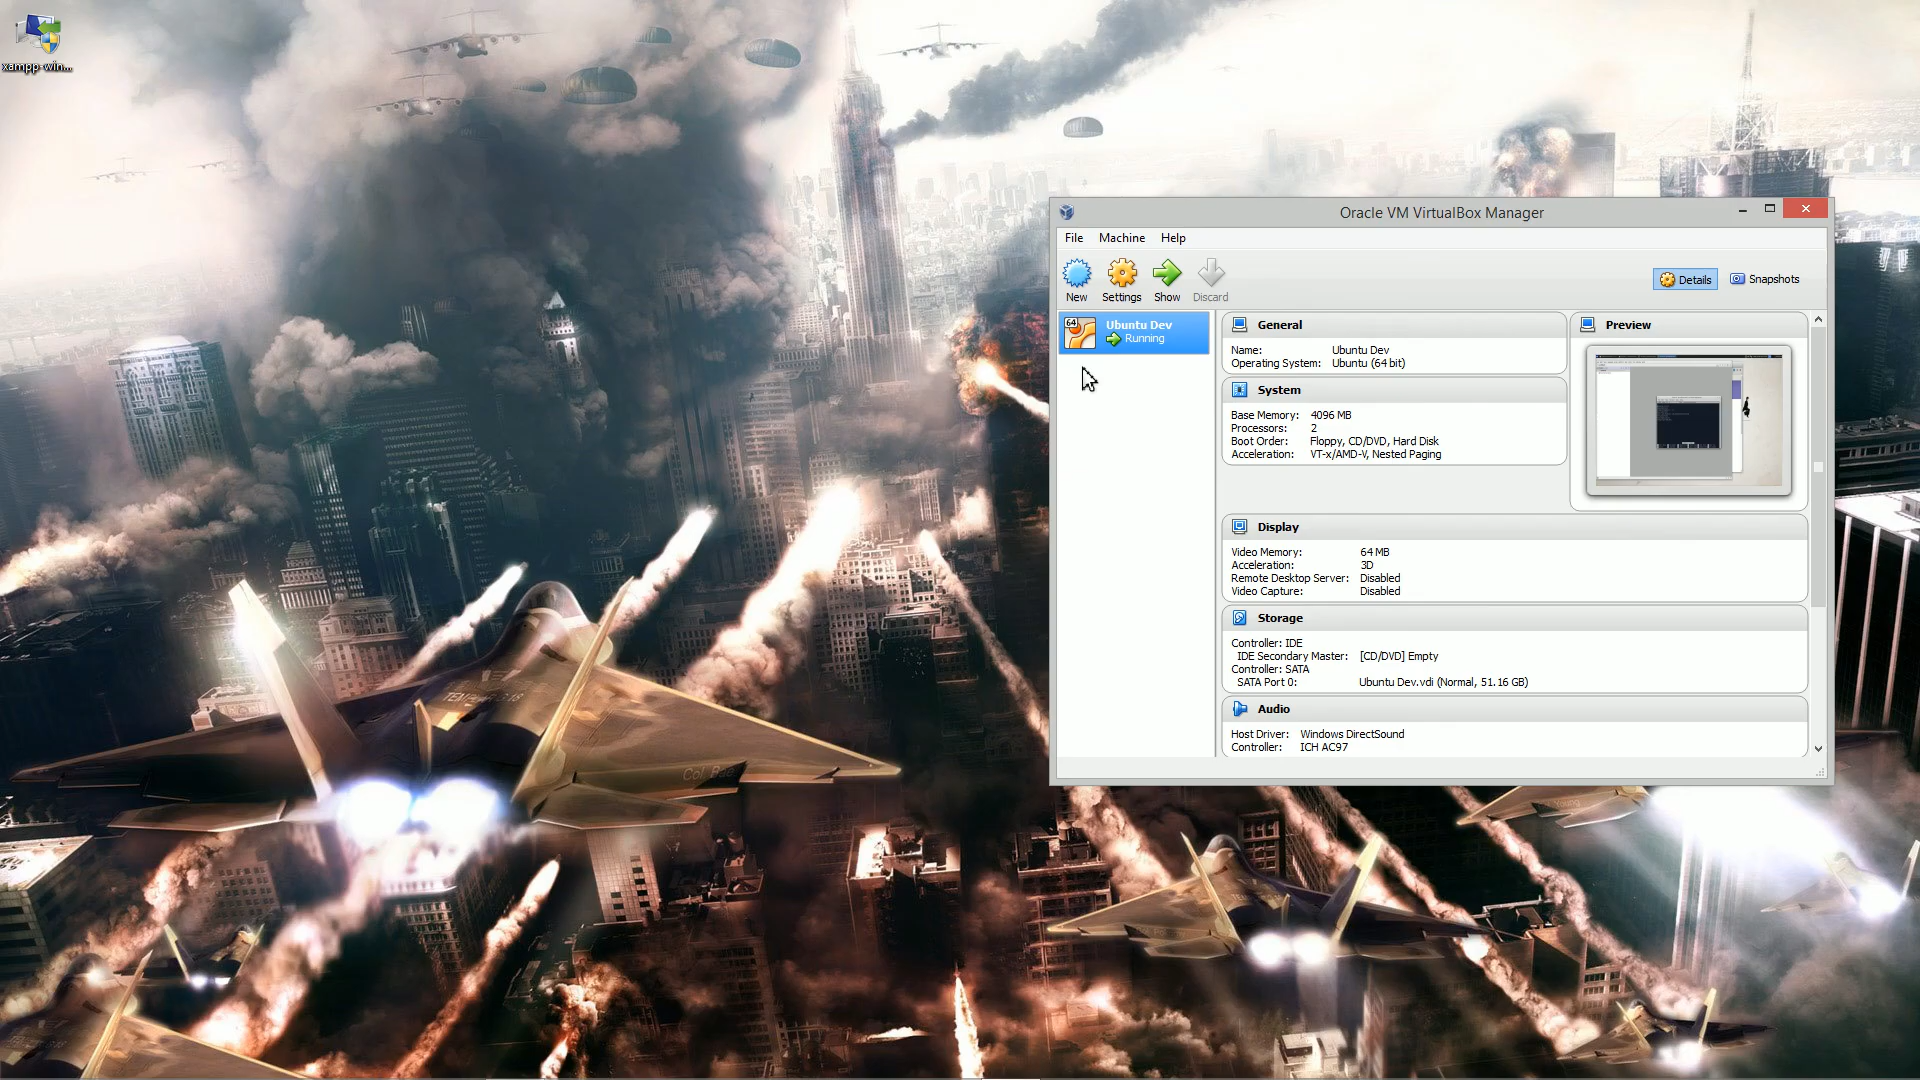 xampp-win...
Oracle VM VirtualBox Manager
File Machine Help
New Settings Show Discard
Details Snapshots
64 Ubuntu Dev
Running
General
Name: Ubuntu Dev
Operating System: Ubuntu (64 bit)
System
Base Memory: 4096 MB
Processors: 2
Boot Order: Floppy, CD/DVD, Hard Disk
Acceleration: VT-x/AMD-V, Nested Paging
Preview
Display
Video Memory: 64 MB
Acceleration: 3D
Remote Desktop Server: Disabled
Video Capture: Disabled
Storage
Controller: IDE
IDE Secondary Master: [CD/DVD] Empty
Controller: SATA
SATA Port 0: Ubuntu Dev.vdi (Normal, 51.16 GB)
Audio
Host Driver: Windows DirectSound
Controller: ICH AC97
Young